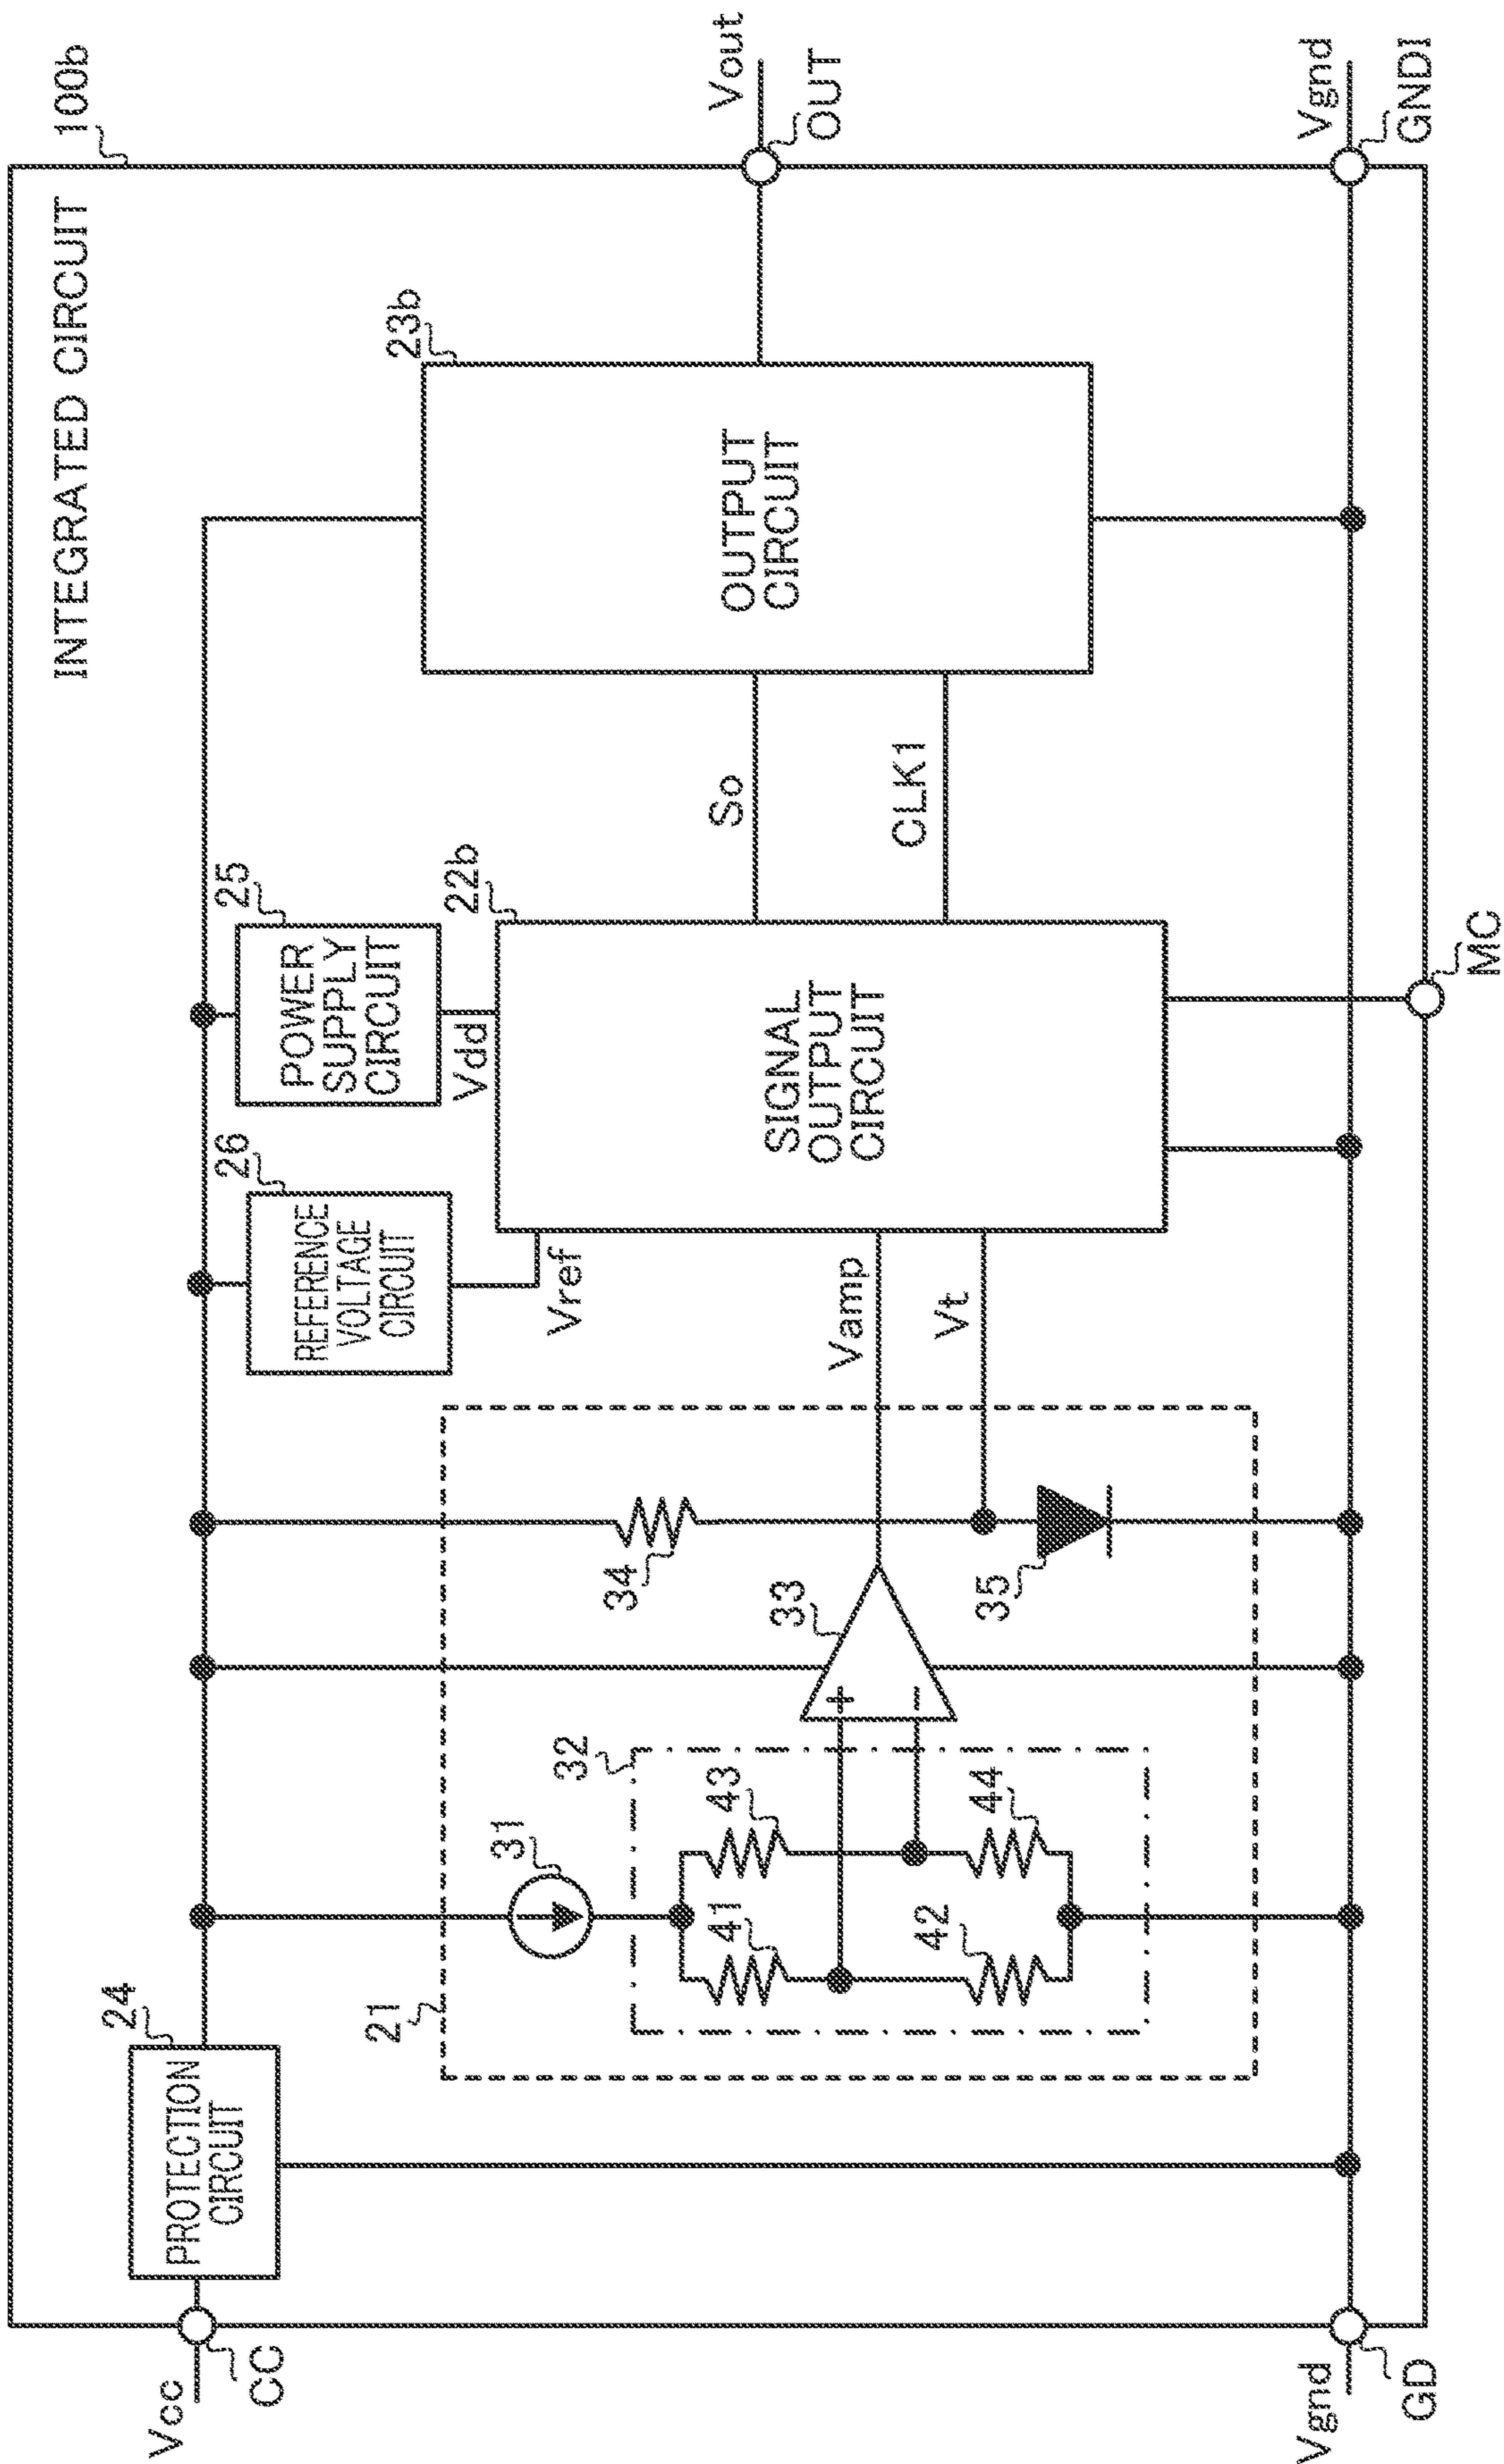 INTEGRATED CIRCUIT
100b
Vcc
CC
24
PROTECTION
CIRCUIT
21
31
32
41
43
42
44
33
34
35
26
REFERENCE
VOLTAGE
CIRCUIT
Vref
25
POWER
SUPPLY
CIRCUIT
Vdd
22b
SIGNAL
OUTPUT
CIRCUIT
Vamp
Vt
+
−
So
CLK1
23b
OUTPUT
CIRCUIT
Vout
OUT
Vgnd
GD
MC
Vgnd
GNDI